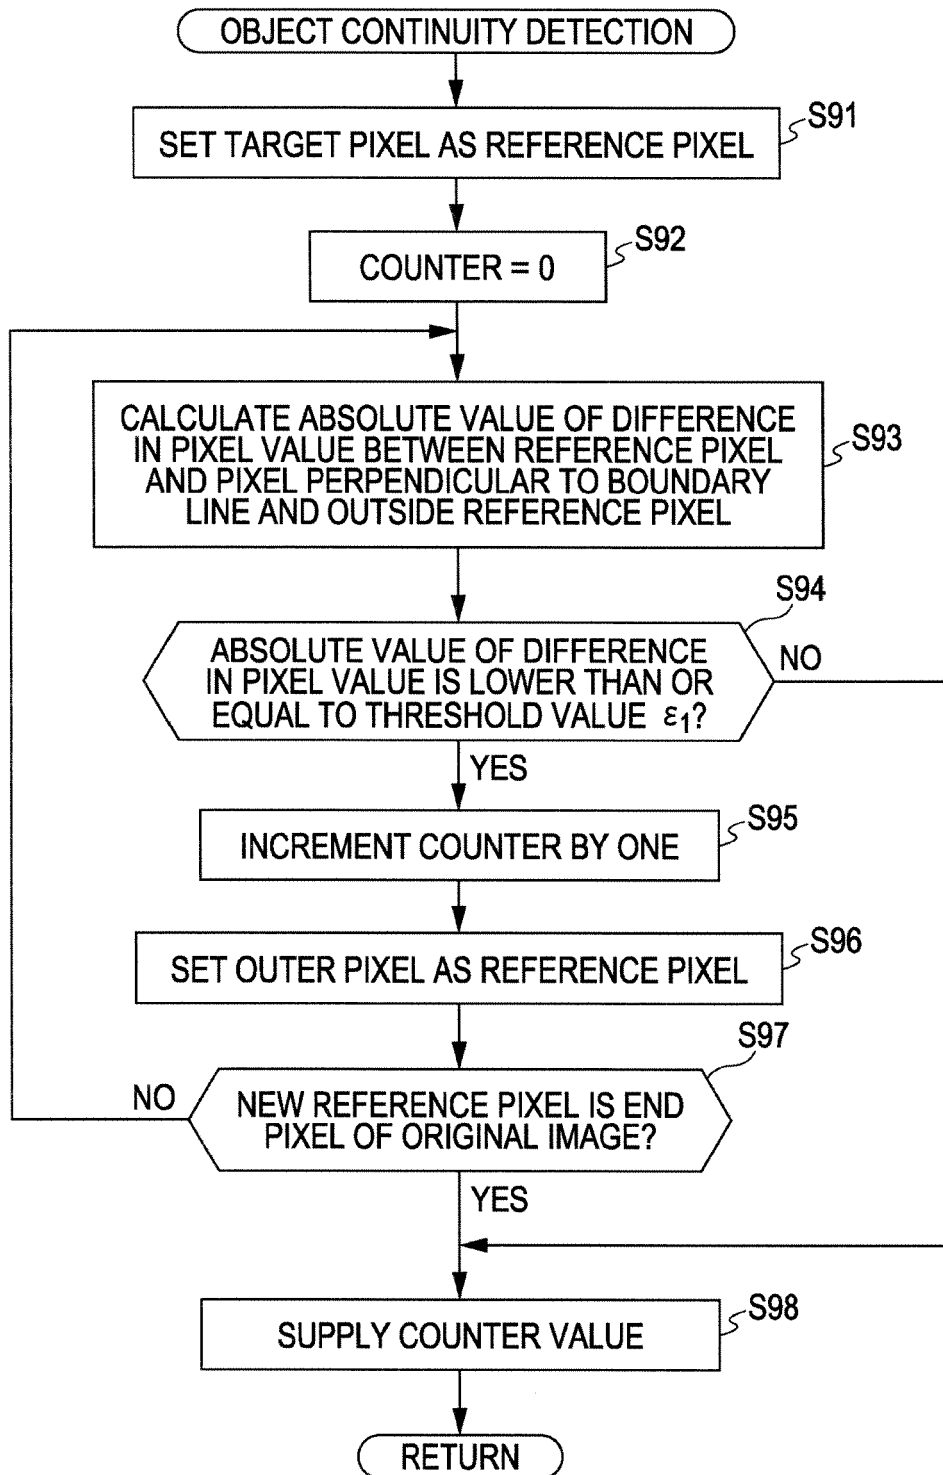 OBJECT CONTINUITY DETECTION
S91
SET TARGET PIXEL AS REFERENCE PIXEL
S92
COUNTER = 0
CALCULATE ABSOLUTE VALUE OF DIFFERENCE
IN PIXEL VALUE BETWEEN REFERENCE PIXEL
AND PIXEL PERPENDICULAR TO BOUNDARY
LINE AND OUTSIDE REFERENCE PIXEL
S93
S94
ABSOLUTE VALUE OF DIFFERENCE
IN PIXEL VALUE IS LOWER THAN OR
EQUAL TO THRESHOLD VALUE ε₁?
NO
YES
S95
INCREMENT COUNTER BY ONE
S96
SET OUTER PIXEL AS REFERENCE PIXEL
S97
NO
NEW REFERENCE PIXEL IS END
PIXEL OF ORIGINAL IMAGE?
YES
S98
SUPPLY COUNTER VALUE
RETURN